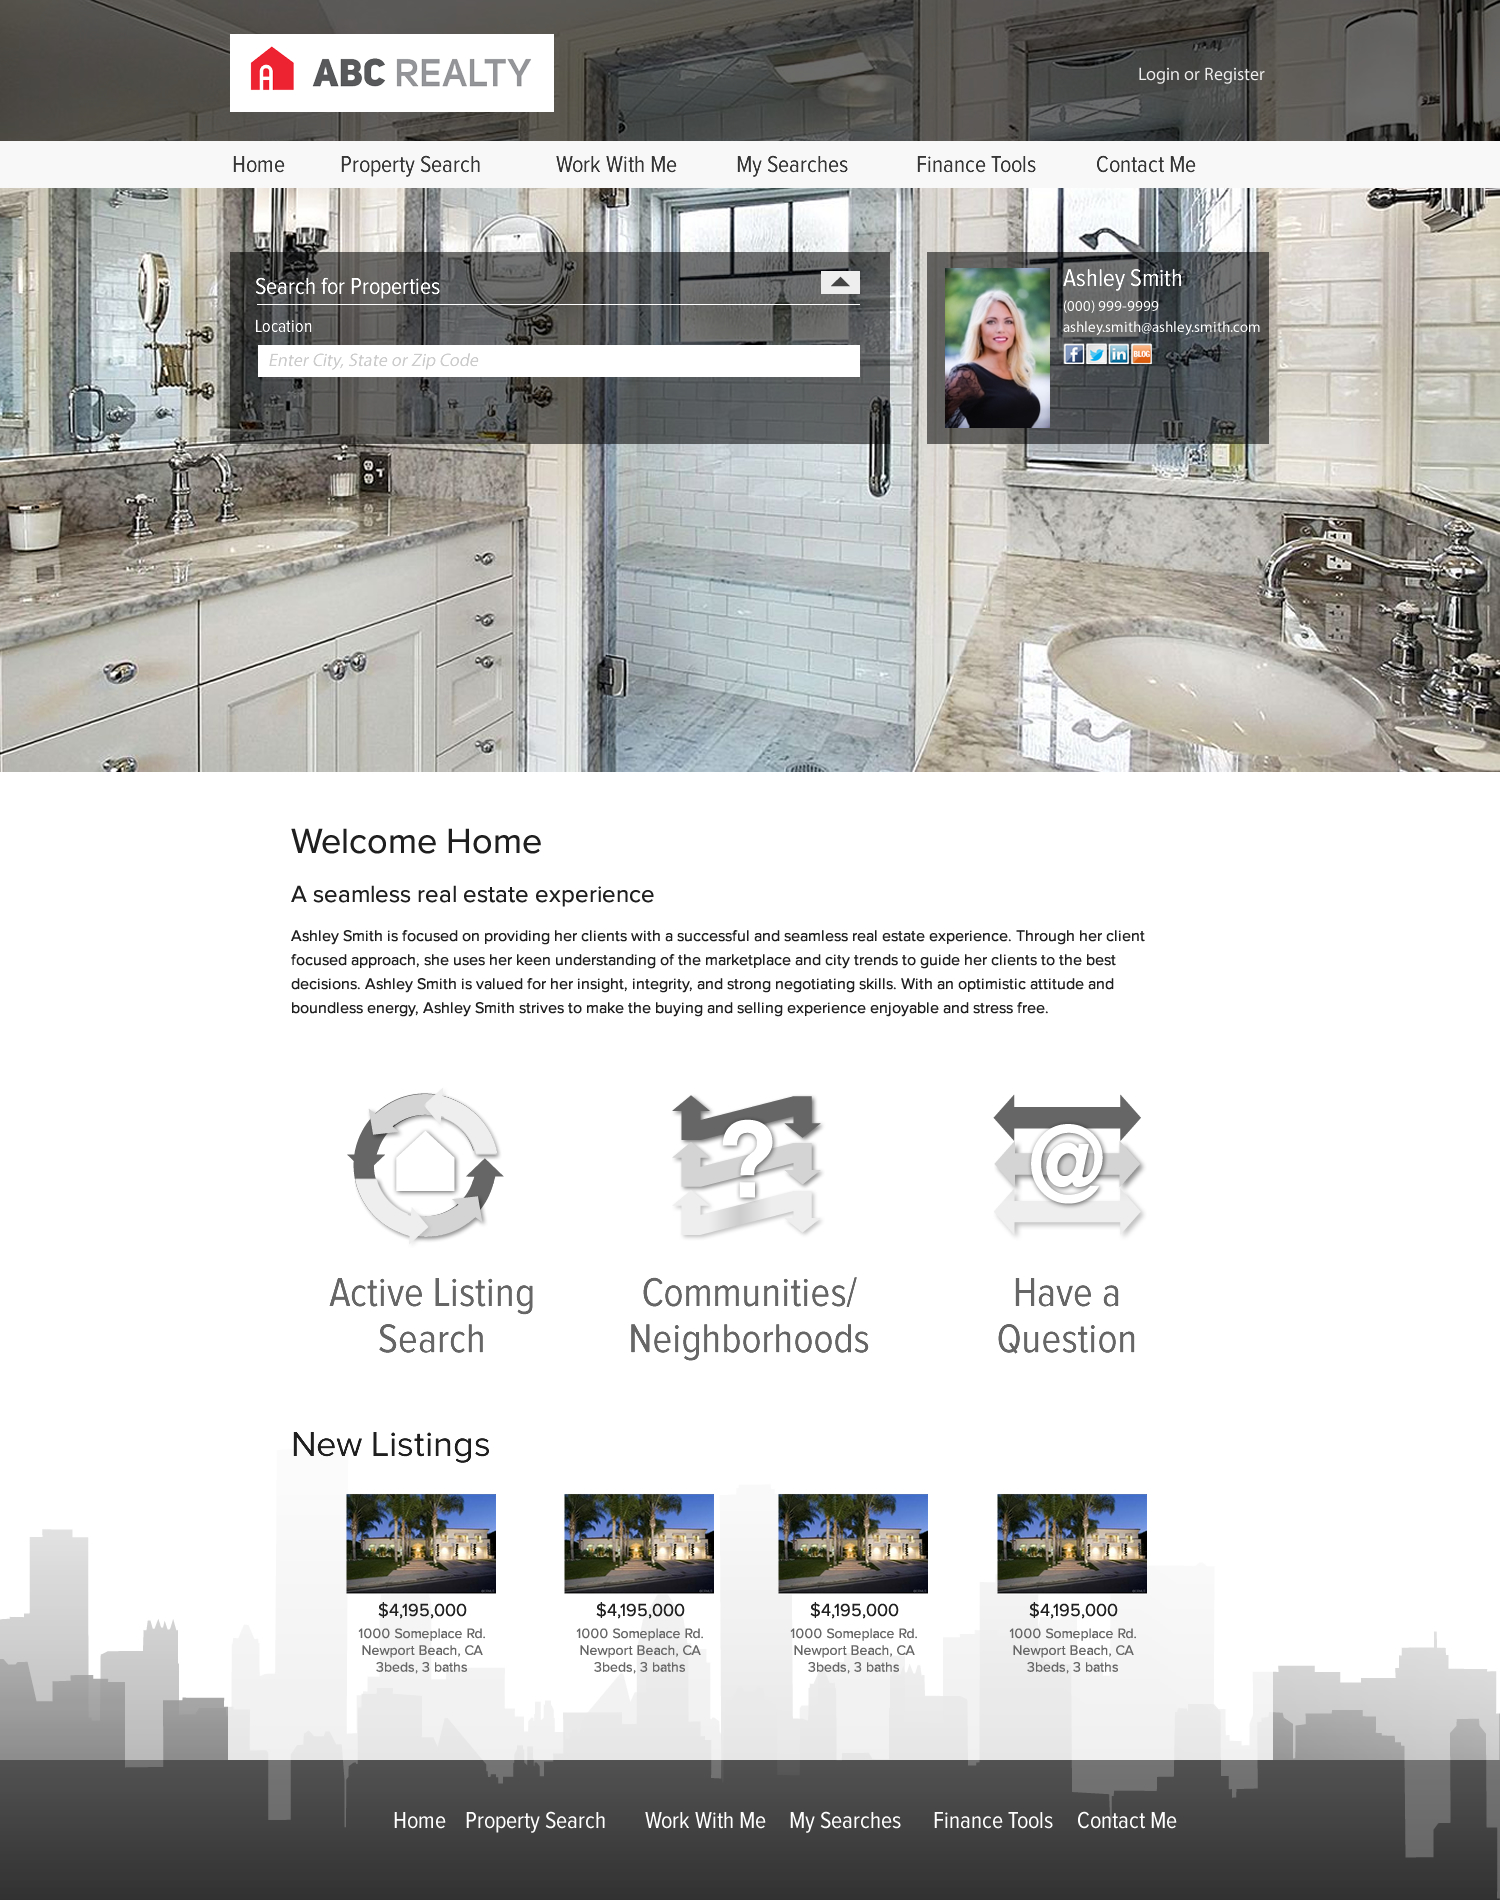 ABC REALTY
Login or Register
Home Property Search Work With Me My Searches Finance Tools Contact Me
Search for Properties
Location
Enter City, State or Zip Code
Ashley Smith
(000) 999-9999
ashley.smith@ashley.smith.com
f in BLOG
Welcome Home
A seamless real estate experience
Ashley Smith is focused on providing her clients with a successful and seamless real estate experience. Through her client
focused approach, she uses her keen understanding of the marketplace and city trends to guide her clients to the best
decisions. Ashley Smith is valued for her insight, integrity, and strong negotiating skills. With an optimistic attitude and
boundless energy, Ashley Smith strives to make the buying and selling experience enjoyable and stress free.
?
@
Active Listing
Search
Communities/
Neighborhoods
Have a
Question
New Listings
$4,195,000
1000 Someplace Rd.
Newport Beach, CA
3beds, 3 baths
$4,195,000
1000 Someplace Rd.
Newport Beach, CA
3beds, 3 baths
$4,195,000
1000 Someplace Rd.
Newport Beach, CA
3beds, 3 baths
$4,195,000
1000 Someplace Rd.
Newport Beach, CA
3beds, 3 baths
Home Property Search Work With Me My Searches Finance Tools Contact Me